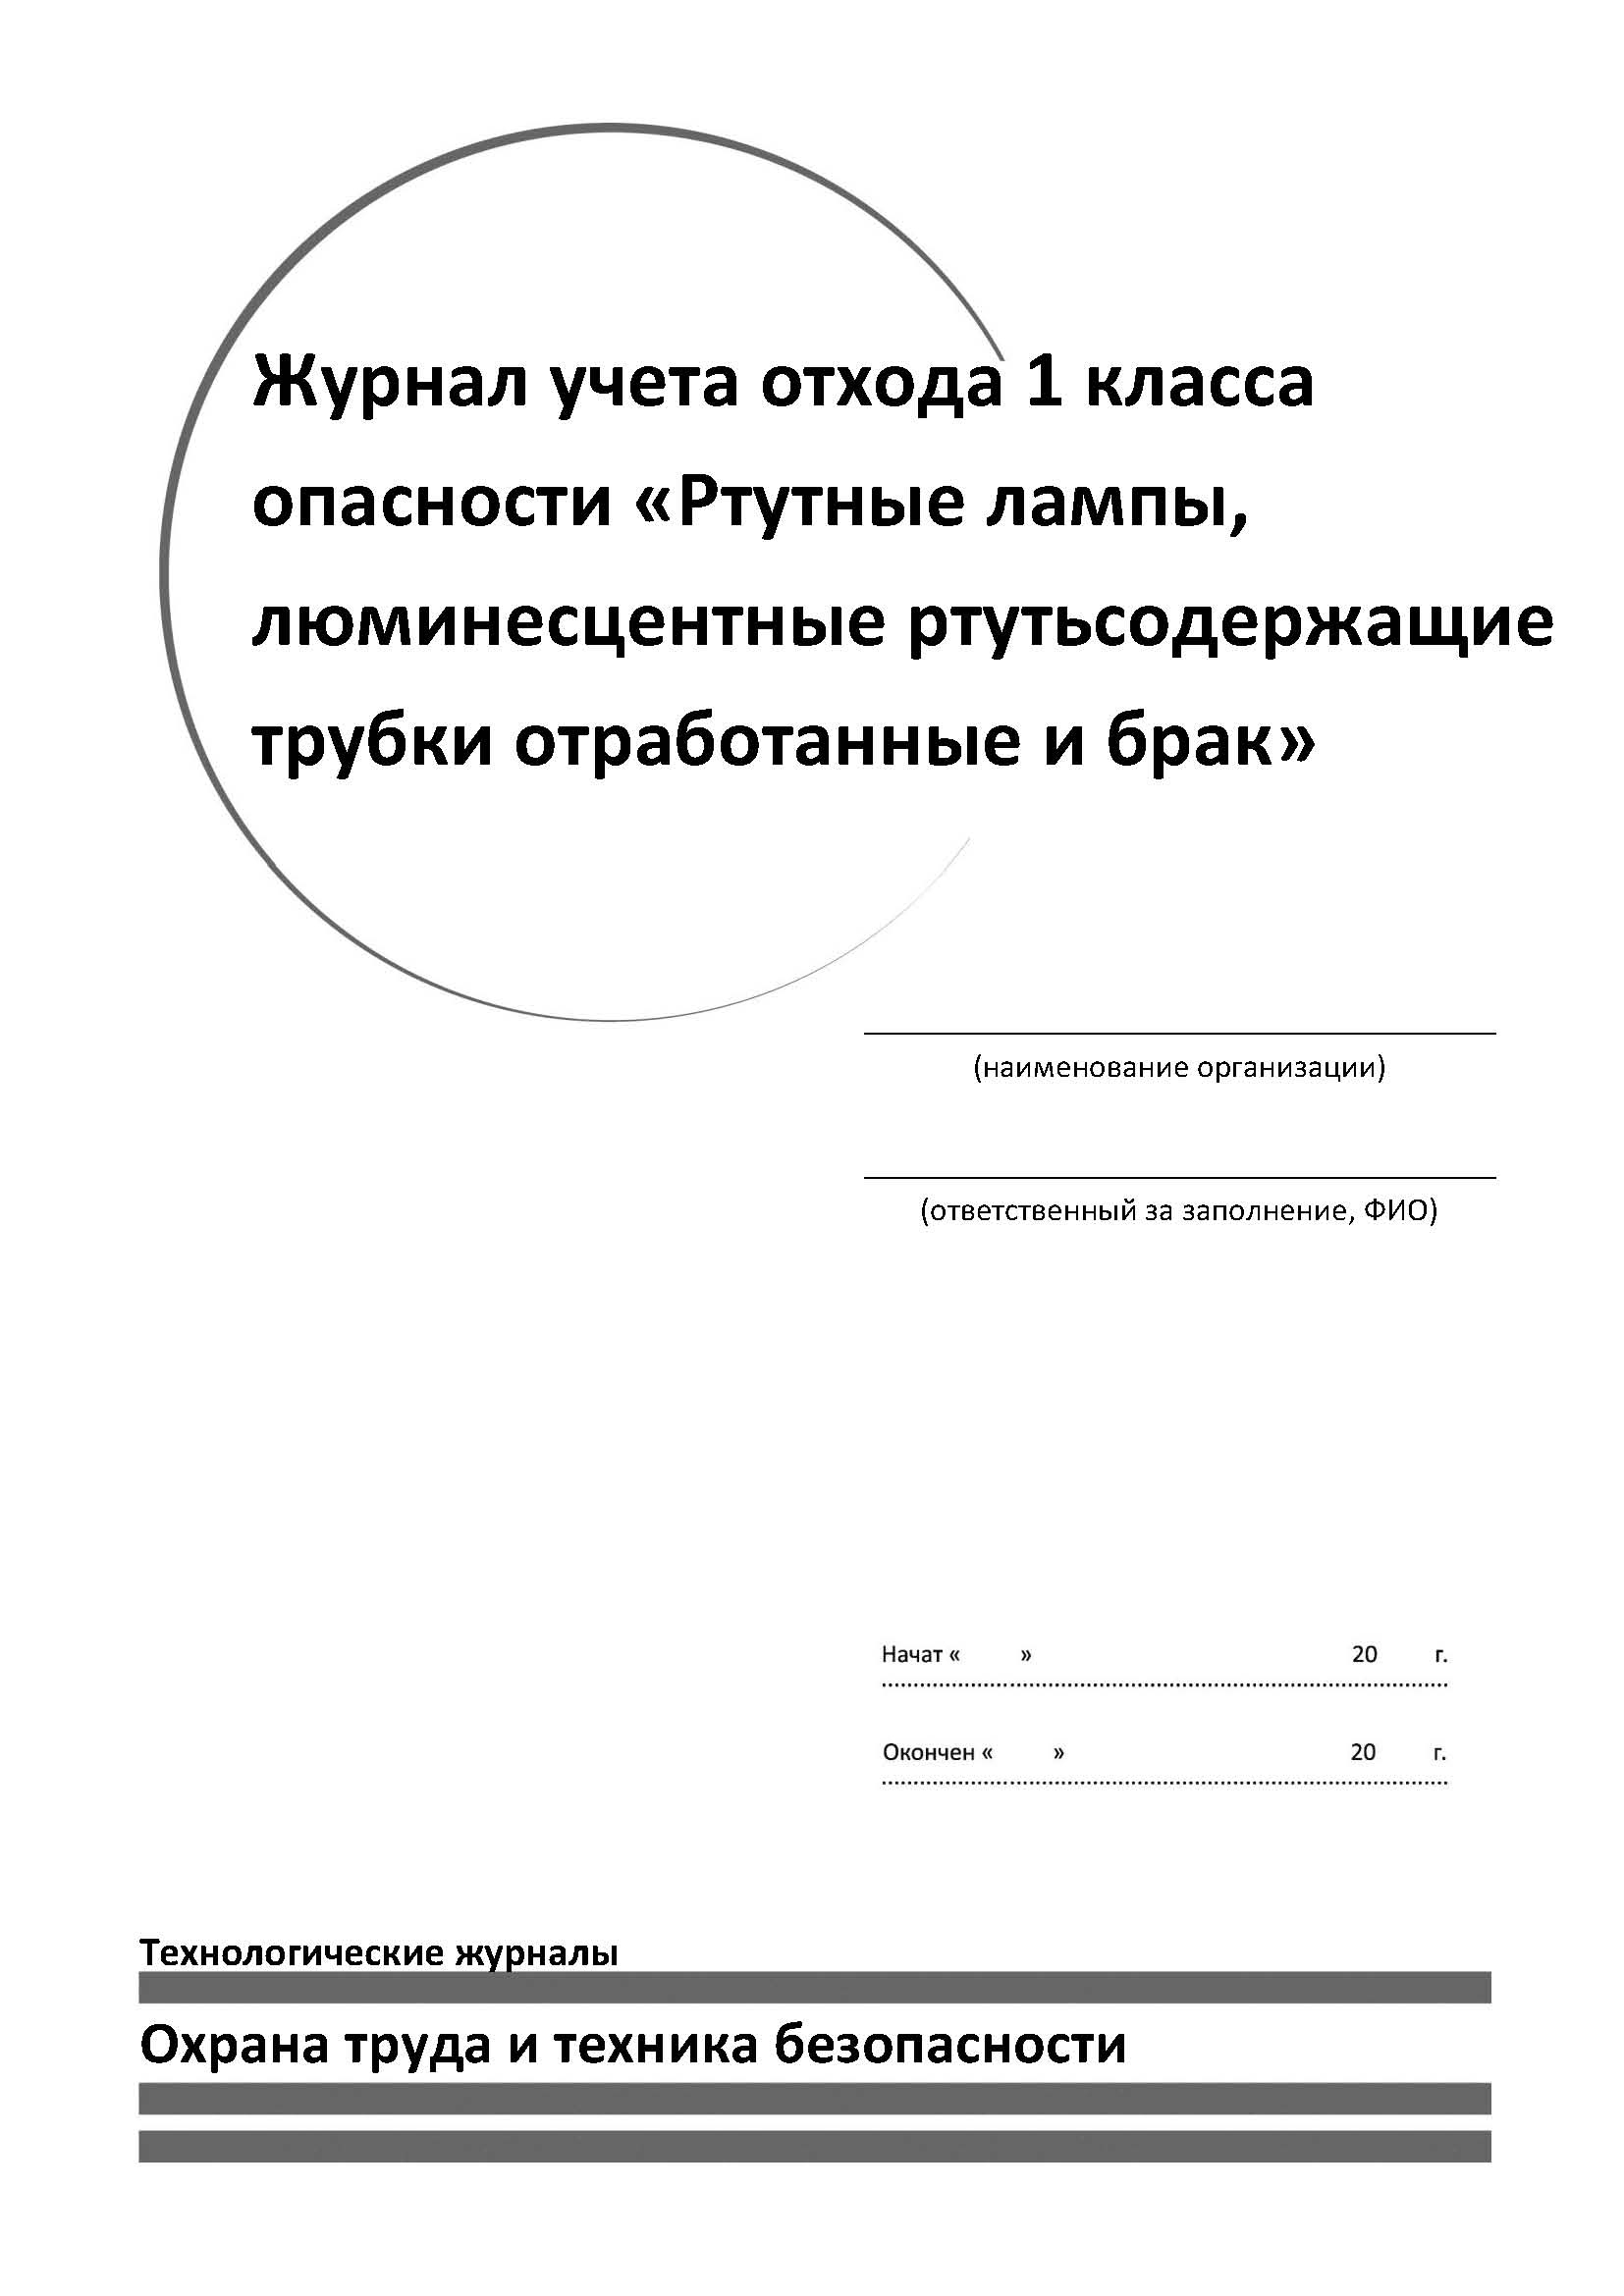 Журнал учета отхода 1 класса
опасности «Ртутные лампы,
люминесцентные ртутьсодержащие
трубки отработанные и брак»
(наименование организации)
(ответственный за заполнение, ФИО)
Начат « » 20 г.
Окончен « » 20 г.
Технологические журналы
Охрана труда и техника безопасности